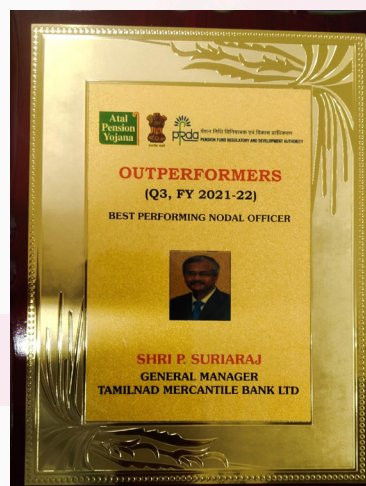 Atal
Pension
Yojana
pfrda
पेंशन निधि विनियामक एवं विकास प्राधिकरण
PENSION FUND REGULATORY AND DEVELOPMENT AUTHORITY
OUTPERFORMERS
(Q3, FY 2021-22)
BEST PERFORMING NODAL OFFICER
SHRI P. SURIARAJ
GENERAL MANAGER
TAMILNAD MERCANTILE BANK LTD